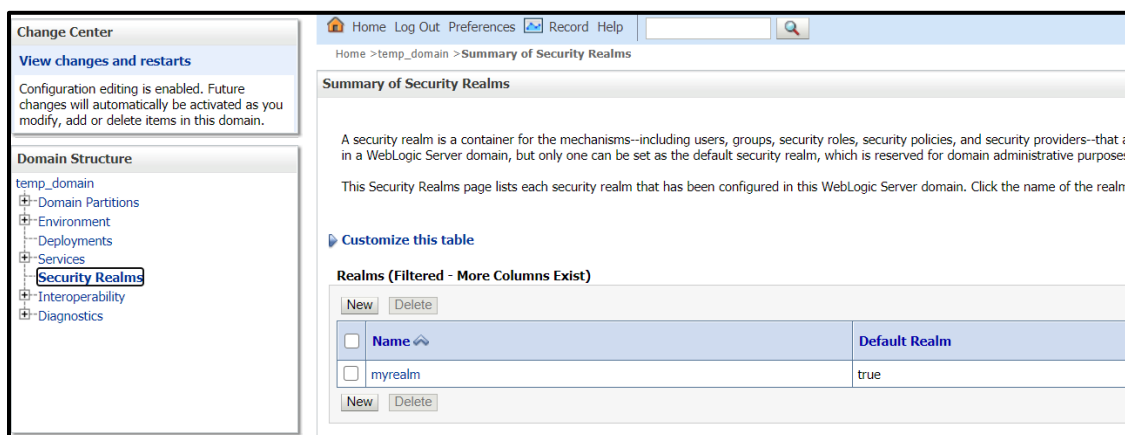 Change Center
View changes and restarts
Configuration editing is enabled. Future
changes will automatically be activated as you
modify, add or delete items in this domain.
Domain Structure
temp_domain
Domain Partitions
Environment
Deployments
Services
Security Realms
Interoperability
Diagnostics
Home Log Out Preferences Record Help
Home >temp_domain >Summary of Security Realms
Summary of Security Realms
A security realm is a container for the mechanisms--including users, groups, security roles, security policies, and security providers--that
in a WebLogic Server domain, but only one can be set as the default security realm, which is reserved for domain administrative purposes
This Security Realms page lists each security realm that has been configured in this WebLogic Server domain. Click the name of the realm
Customize this table
Realms (Filtered - More Columns Exist)
New Delete
Name Default Realm
myrealm true
New Delete